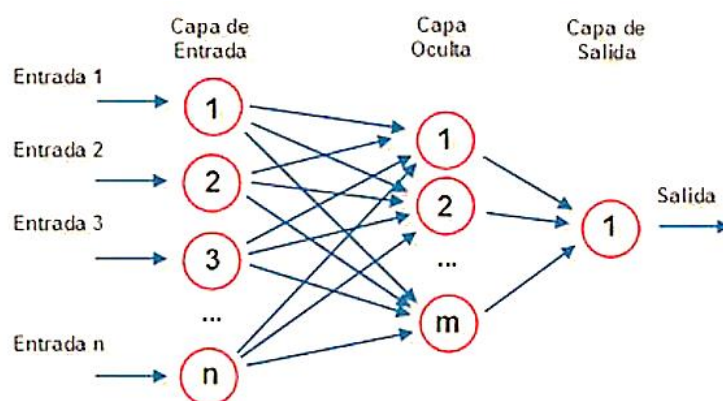 Capa de
Entrada
Capa
Oculta
Capa de
Salida
Entrada 1
1
Entrada 2
2
Entrada 3
3
...
Entrada n
n
1
2
...
m
1
Salida